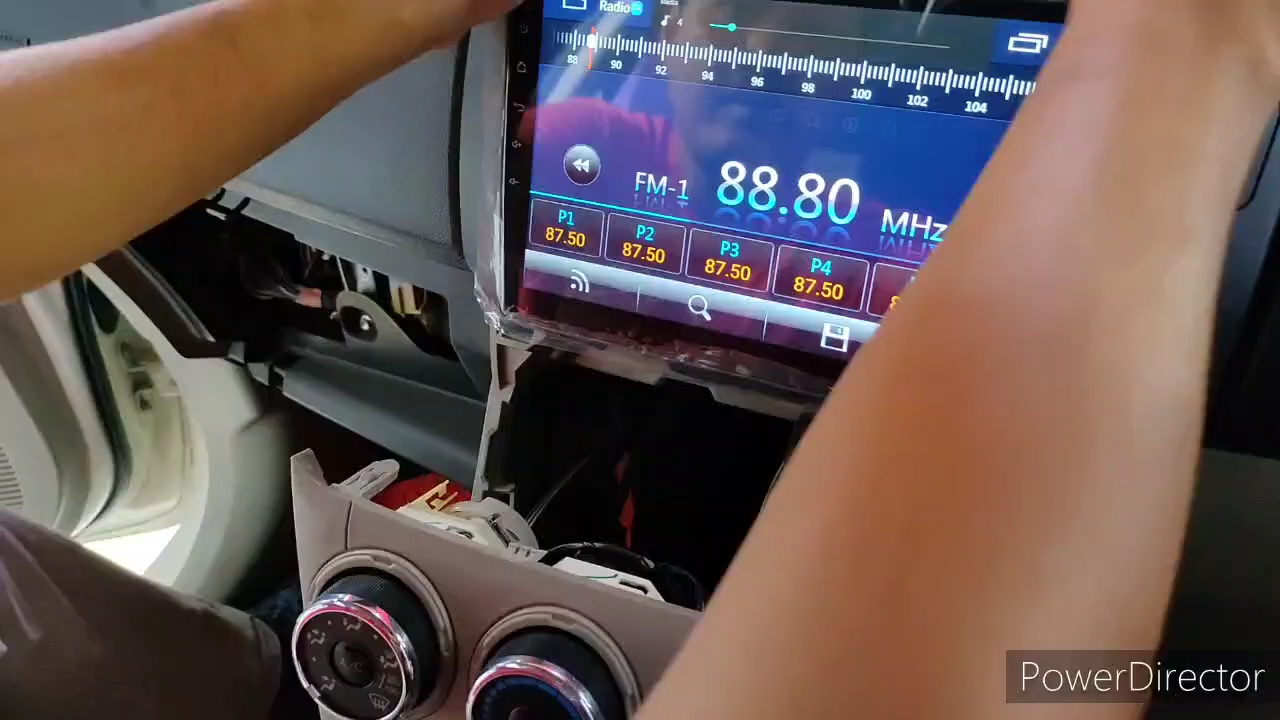 Radio
4
88 90 92 94 96 98 100 102 104
FM-1 88.80 MHz
P1 P2 P3 P4
87.50 87.50 87.50 87.50
PowerDirector